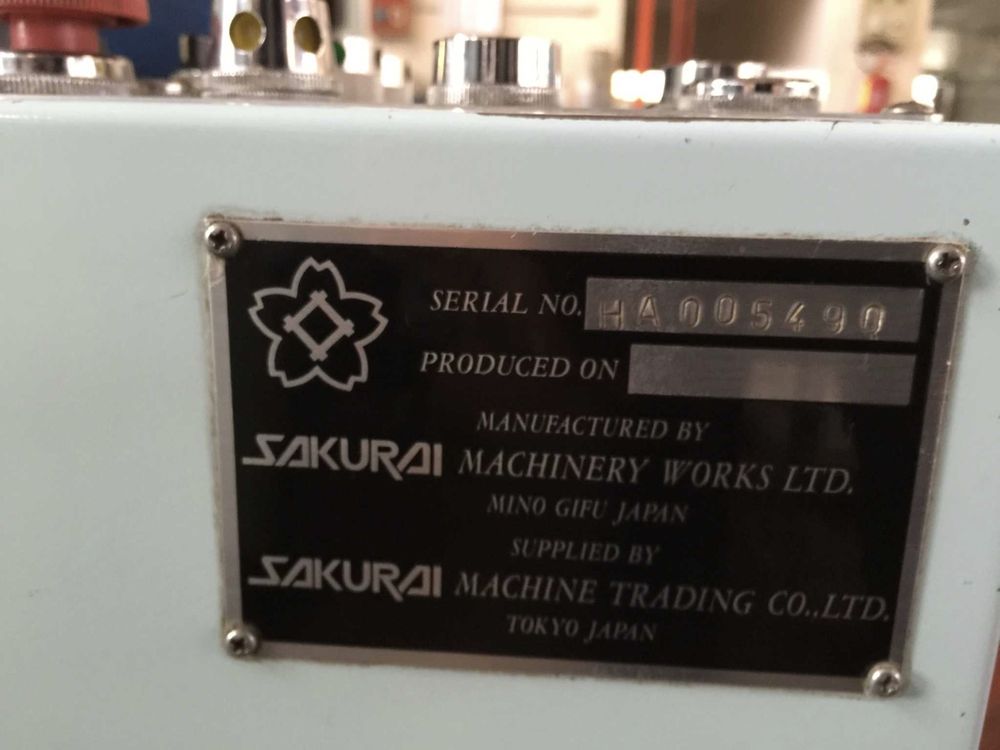 SERIAL NO. HA005490
PRODUCED ON
MANUFACTURED BY
SAKURAI MACHINERY WORKS LTD.
MINO GIFU JAPAN
SUPPLIED BY
SAKURAI MACHINE TRADING CO.,LTD.
TOKYO JAPAN